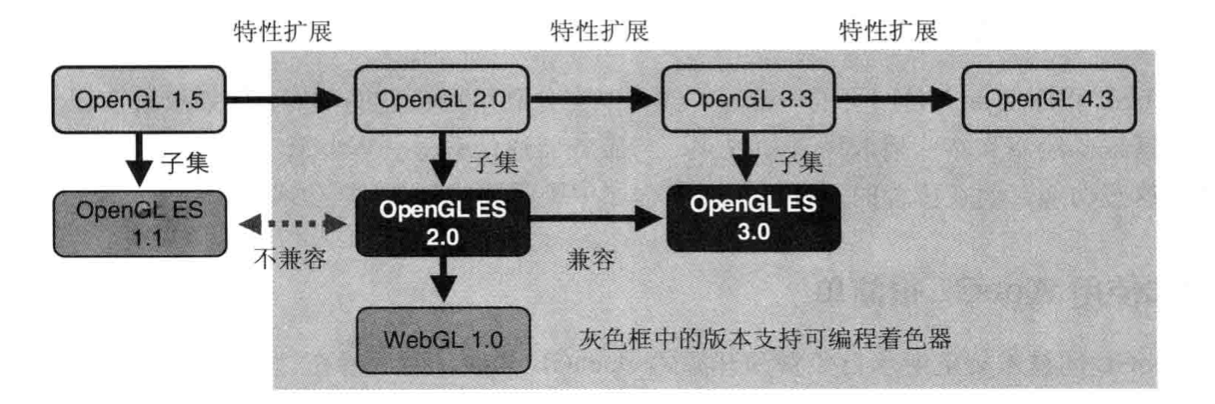 特性扩展 特性扩展 特性扩展
OpenGL 1.5 OpenGL 2.0 OpenGL 3.3 OpenGL 4.3
子集 子集 子集
OpenGL ES OpenGL ES OpenGL ES
1.1 2.0 3.0
不兼容 兼容
WebGL 1.0 灰色框中的版本支持可编程着色器